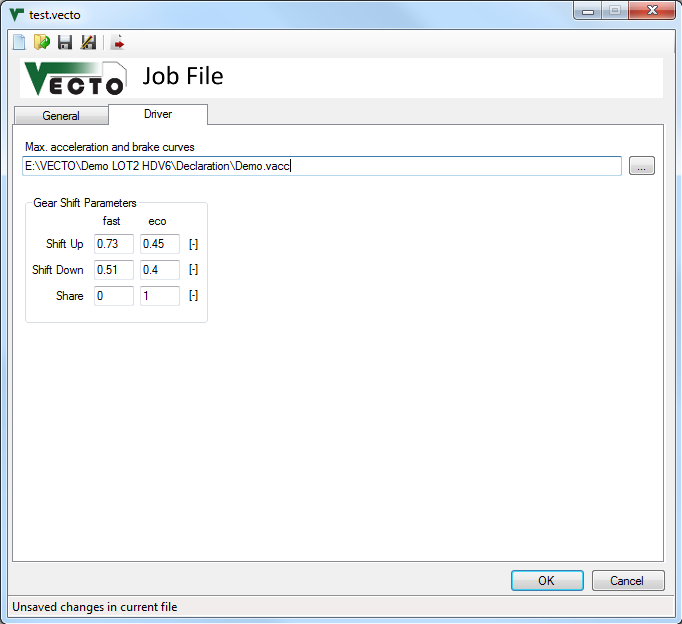 test.vecto
VECTO Job File
General Driver
Max. acceleration and brake curves
E:\VECTO\Demo LOT2 HDV6\Declaration\Demo.vacc
...
Gear Shift Parameters
fast eco
Shift Up 0.73 0.45 [-]
Shift Down 0.51 0.4 [-]
Share 0 1 [-]
OK Cancel
Unsaved changes in current file